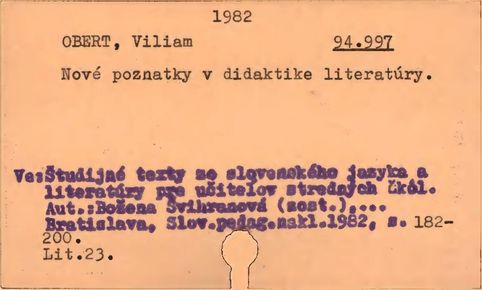 1982
OBERT, Viliam 94.997
Nové poznatky v didaktike literatúry.
Ve:Študijné texty zo slovenského jazyka a
literatúry pre učiteľov stredných škôl.
Aut.:Božena Švihranová (zost.),...
Bratislava, Slov.pedag.nakl.1982, s. 182-
200.
Lit.23.